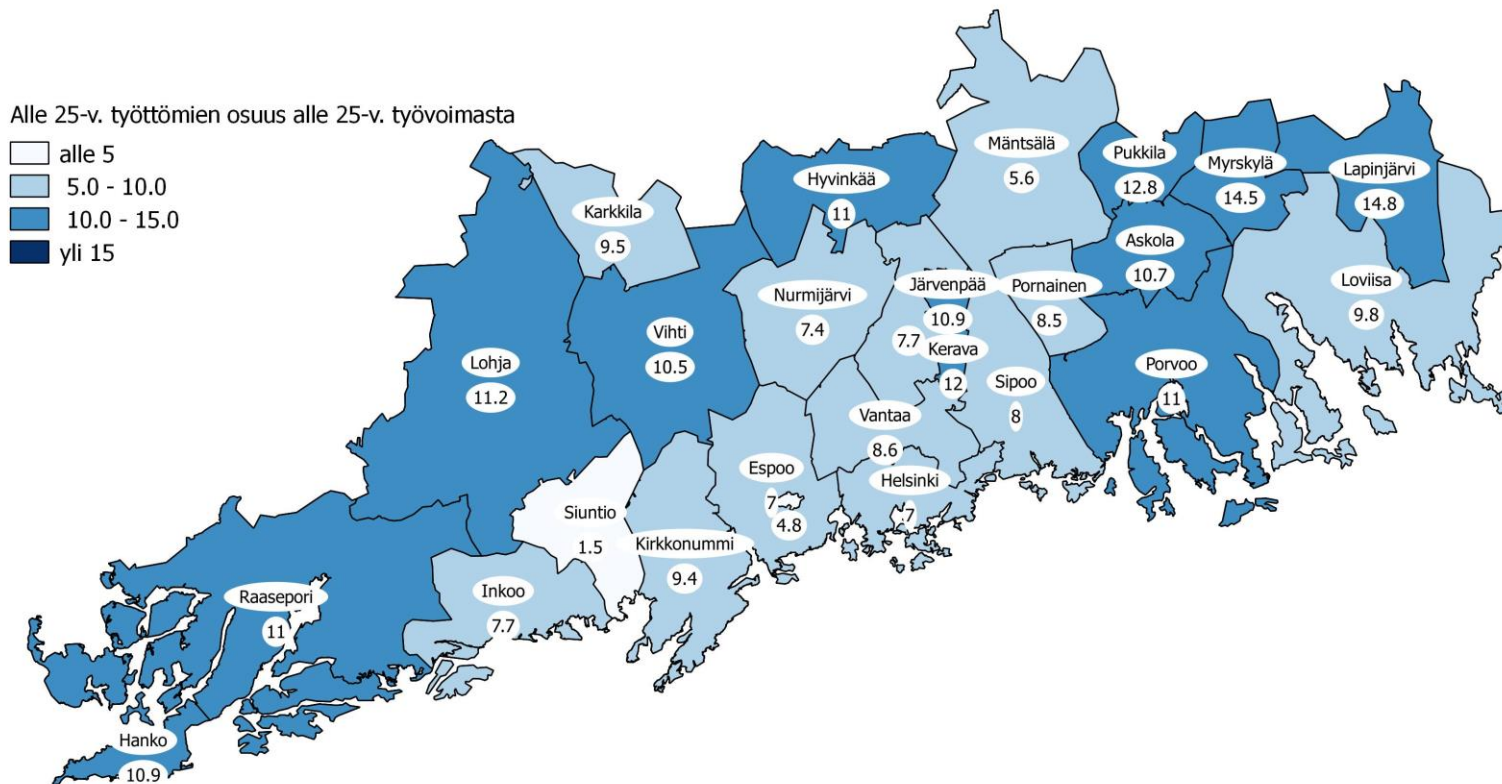 Alle 25-v. työttömien osuus alle 25-v. työvoimasta
alle 5
5.0 - 10.0
10.0 - 15.0
yli 15
Mäntsälä
5.6
Pukkila
12.8
Myrskylä
14.5
Lapinjärvi
14.8
Hyvinkää
11
Karkkila
9.5
Askola
10.7
Loviisa
9.8
Nurmijärvi
7.4
Järvenpää
10.9
Pornainen
8.5
7.7
Kerava
12
Vihti
10.5
Lohja
11.2
Sipoo
8
Porvoo
11
Vantaa
8.6
Espoo
7
4.8
Helsinki
7
Siuntio
1.5
Kirkkonummi
9.4
Inkoo
7.7
Raasepori
11
Hanko
10.9